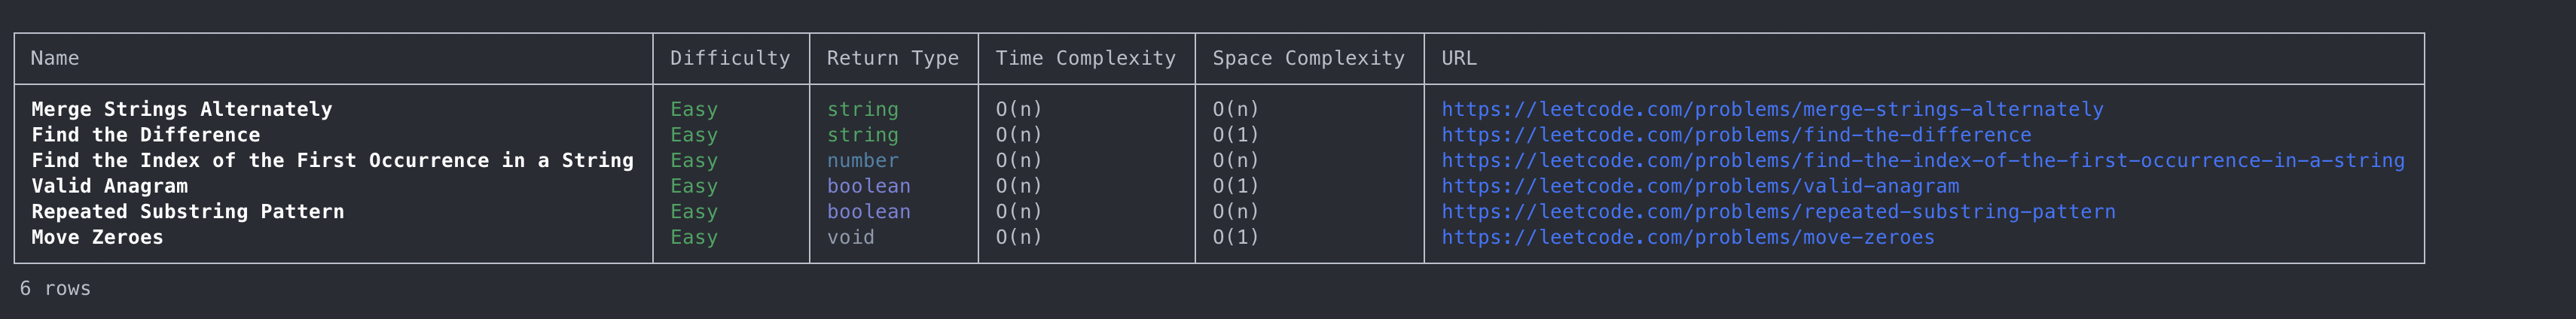 Name Difficulty Return Type Time Complexity Space Complexity URL
Merge Strings Alternately Easy string O(n) O(n) https://leetcode.com/problems/merge-strings-alternately
Find the Difference Easy string O(n) O(1) https://leetcode.com/problems/find-the-difference
Find the Index of the First Occurrence in a String Easy number O(n) O(n) https://leetcode.com/problems/find-the-index-of-the-first-occurrence-in-a-string
Valid Anagram Easy boolean O(n) O(1) https://leetcode.com/problems/valid-anagram
Repeated Substring Pattern Easy boolean O(n) O(n) https://leetcode.com/problems/repeated-substring-pattern
Move Zeroes Easy void O(n) O(1) https://leetcode.com/problems/move-zeroes
6 rows